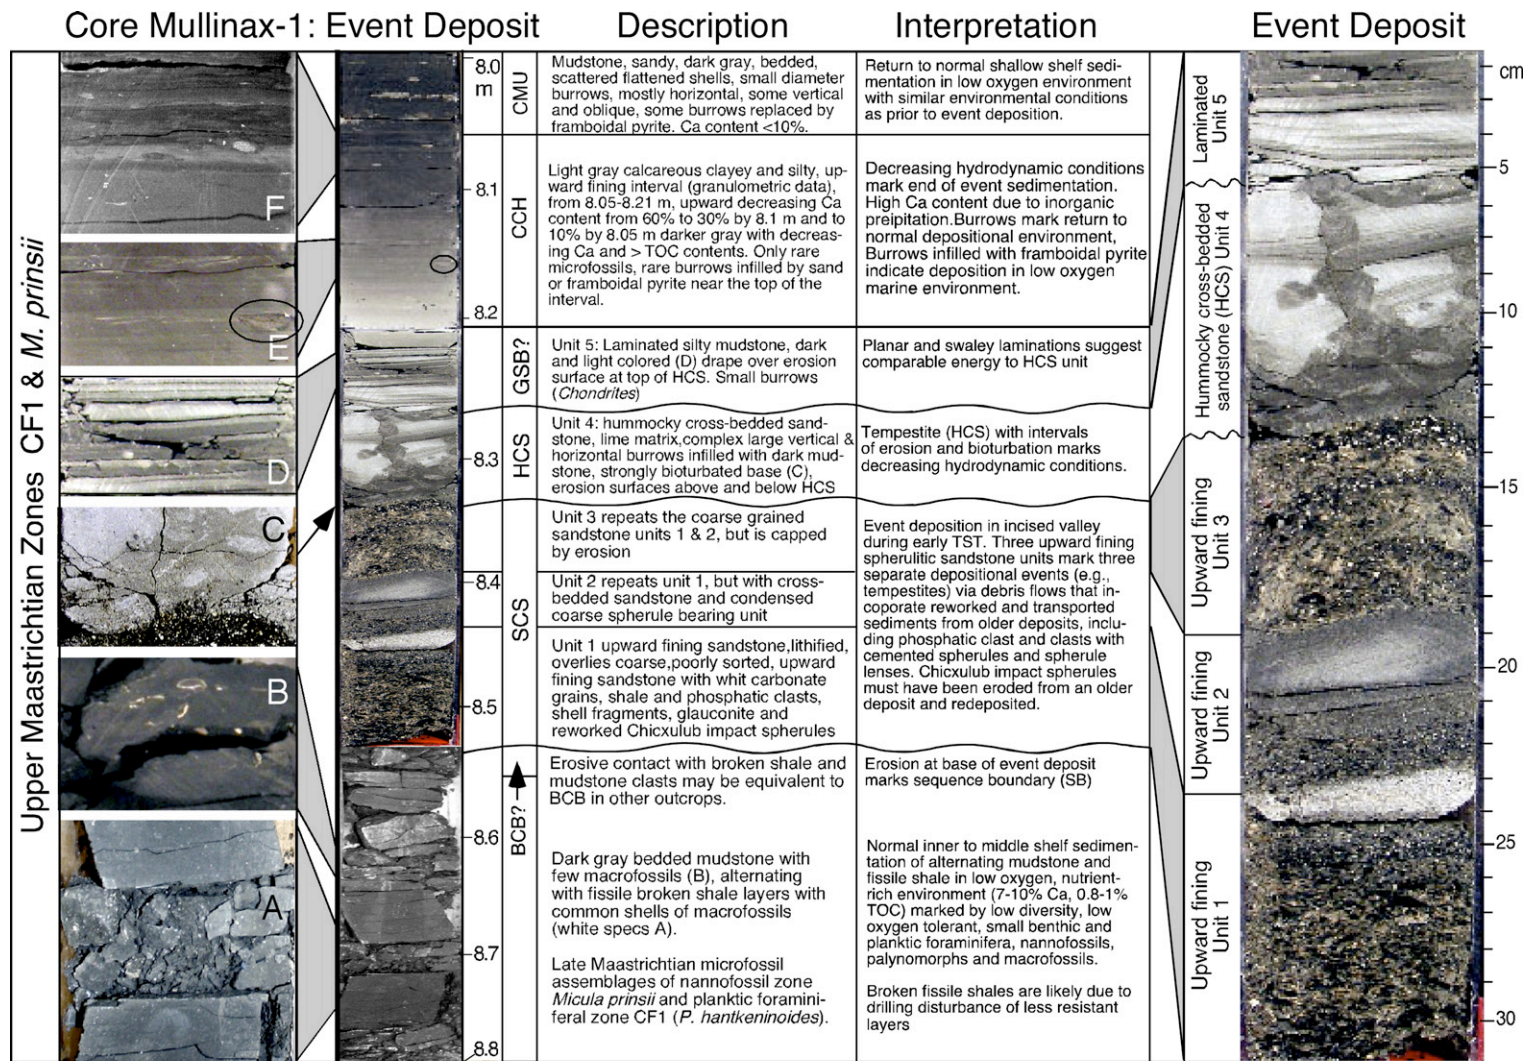 Core Mullinax-1: Event Deposit
Description
Interpretation
Event Deposit
Upper Maastrichtian Zones CF1 & M. prinsii
F
E
D
C
B
A
8.0
m
8.1
8.2
8.3
8.4
8.5
8.6
8.7
8.8
CMU
CCH
GSB?
HCS
SCS
BCB?
Mudstone, sandy, dark gray, bedded,
scattered flattened shells, small diameter
burrows, mostly horizontal, some vertical
and oblique, some burrows replaced by
framboidal pyrite. Ca content <10%.
Light gray calcareous clayey and silty, up-
ward fining interval (granulometric data),
from 8.05-8.21 m, upward decreasing Ca
content from 60% to 30% by 8.1 m and to
10% by 8.05 m darker gray with decreas-
ing Ca and > TOC contents. Only rare
microfossils, rare burrows infilled by sand
or framboidal pyrite near the top of the
interval.
Unit 5: Laminated silty mudstone, dark
and light colored (D) drape over erosion
surface at top of HCS. Small burrows
(Chondrites)
Unit 4: hummocky cross-bedded sand-
stone, lime matrix,complex large vertical &
horizontal burrows infilled with dark mud-
stone, strongly bioturbated base (C),
erosion surfaces above and below HCS
Unit 3 repeats the coarse grained
sandstone units 1 & 2, but is capped
by erosion
Unit 2 repeats unit 1, but with cross-
bedded sandstone and condensed
coarse spherule bearing unit
Unit 1 upward fining sandstone,lithified,
overlies coarse,poorly sorted, upward
fining sandstone with whit carbonate
grains, shale and phosphatic clasts,
shell fragments, glauconite and
reworked Chicxulub impact spherules
Erosive contact with broken shale and
mudstone clasts may be equivalent to
BCB in other outcrops.
Dark gray bedded mudstone with
few macrofossils (B), alternating
with fissile broken shale layers with
common shells of macrofossils
(white specs A).
Late Maastrichtian microfossil
assemblages of nannofossil zone
Micula prinsii and planktic foramini-
feral zone CF1 (P. hantkeninoides).
Return to normal shallow shelf sedi-
mentation in low oxygen environment
with similar environmental conditions
as prior to event deposition.
Decreasing hydrodynamic conditions
mark end of event sedimentation.
High Ca content due to inorganic
preipitation.Burrows mark return to
normal depositional environment,
Burrows infilled with framboidal pyrite
indicate deposition in low oxygen
marine environment.
Planar and swaley laminations suggest
comparable energy to HCS unit
Tempestite (HCS) with intervals
of erosion and bioturbation marks
decreasing hydrodynamic conditions.
Event deposition in incised valley
during early TST. Three upward fining
spherulitic sandstone units mark three
separate depositional events (e.g.,
tempestites) via debris flows that in-
coporate reworked and transported
sediments from older deposits, inclu-
ding phosphatic clast and clasts with
cemented spherules and spherule
lenses. Chicxulub impact spherules
must have been eroded from an older
deposit and redeposited.
Erosion at base of event deposit
marks sequence boundary (SB)
Normal inner to middle shelf sedimen-
tation of alternating mudstone and
fissile shale in low oxygen, nutrient-
rich environment (7-10% Ca, 0.8-1%
TOC) marked by low diversity, low
oxygen tolerant, small benthic and
planktic foraminifera, nannofossils,
palynomorphs and macrofossils.
Broken fissile shales are likely due to
drilling disturbance of less resistant
layers
Laminated
Unit 5
Hummocky cross-bedded
sandstone (HCS) Unit 4
Upward fining
Unit 3
Upward fining
Unit 2
Upward fining
Unit 1
cm
5
10
15
20
25
30